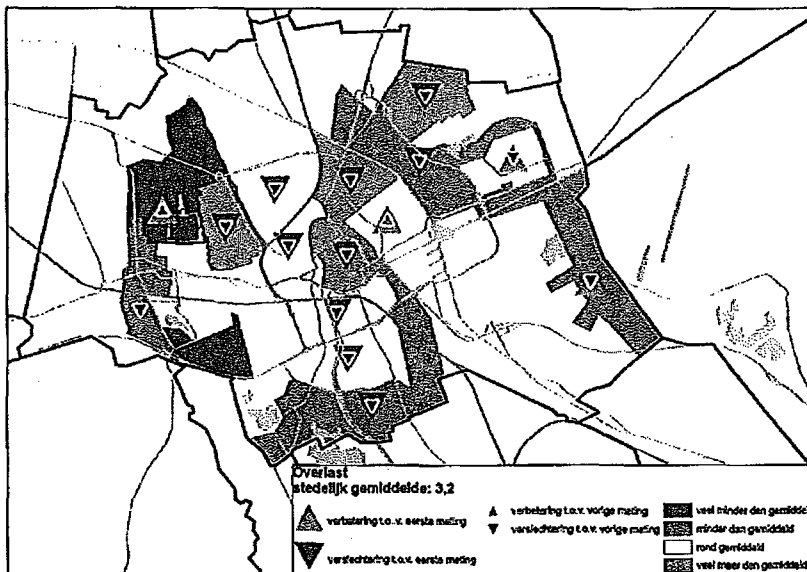 Overlast
stedelijk gemiddelde: 3,2
verbetering t.o.v. eerste meting
verslechtering t.o.v. eerste meting
verbetering t.o.v. vorige meting
verslechtering t.o.v. vorige meting
veel minder dan gemiddeld
minder dan gemiddeld
rond gemiddeld
veel meer dan gemiddeld